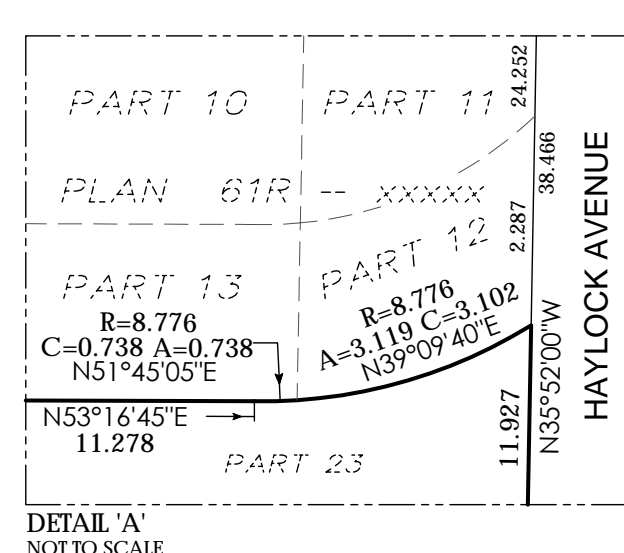 PART 10
PART 11
24.252
PLAN 61R -- xxxxx
38.466
HAYLOCK AVENUE
2.287
PART 13
PART 12
R=8.776
C=0.738 A=0.738
N51°45'05"E
R=8.776
A=3.119 C=3.102
N39°09'40"E
N35°52'00"W
N53°16'45"E
11.278
11.927
PART 23
DETAIL 'A'
NOT TO SCALE